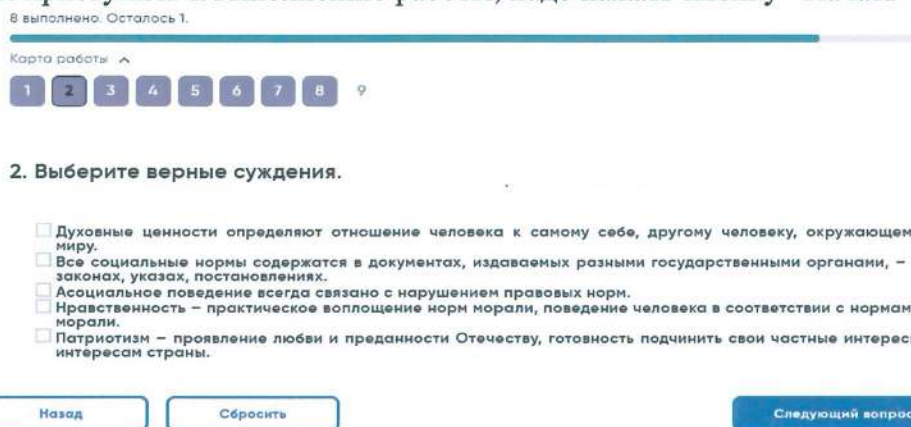 8 выполнено. Осталось 1.
Карта работы
1 2 3 4 5 6 7 8 9
2. Выберите верные суждения.
Духовные ценности определяют отношение человека к самому себе, другому человеку, окружающем
миру.
Все социальные нормы содержатся в документах, издаваемых разными государственными органами, –
законах, указах, постановлениях.
Асоциальное поведение всегда связано с нарушением правовых норм.
Нравственность – практическое воплощение норм морали, поведение человека в соответствии с нормам
морали.
Патриотизм – проявление любви и преданности Отечеству, готовность подчинить свои частные интерес
интересам страны.
Назад
Сбросить
Следующий вопрос